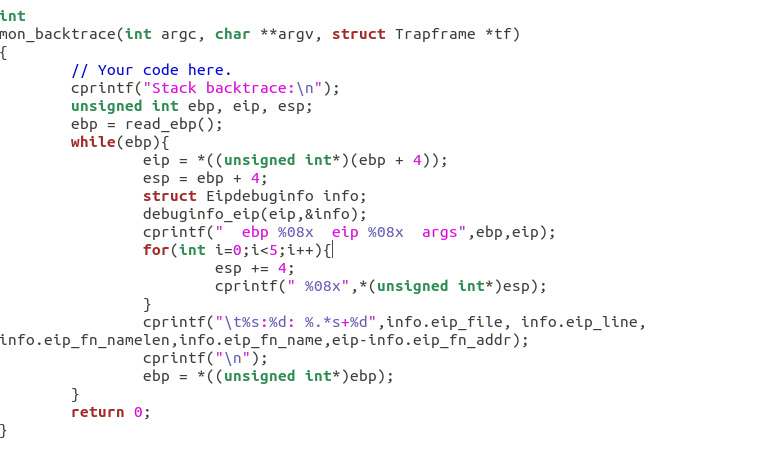 int
mon_backtrace(int argc, char **argv, struct Trapframe *tf)
{
        // Your code here.
        cprintf("Stack backtrace:\n");
        unsigned int ebp, eip, esp;
        ebp = read_ebp();
        while(ebp){
                eip = *((unsigned int*)(ebp + 4));
                esp = ebp + 4;
                struct Eipdebuginfo info;
                debuginfo_eip(eip,&info);
                cprintf("  ebp %08x  eip %08x  args",ebp,eip);
                for(int i=0;i<5;i++){
                        esp += 4;
                        cprintf(" %08x",*(unsigned int*)esp);
                }
                cprintf("\t%s:%d: %.*s+%d",info.eip_file, info.eip_line,
info.eip_fn_namelen,info.eip_fn_name,eip-info.eip_fn_addr);
                cprintf("\n");
                ebp = *((unsigned int*)ebp);
        }
        return 0;
}